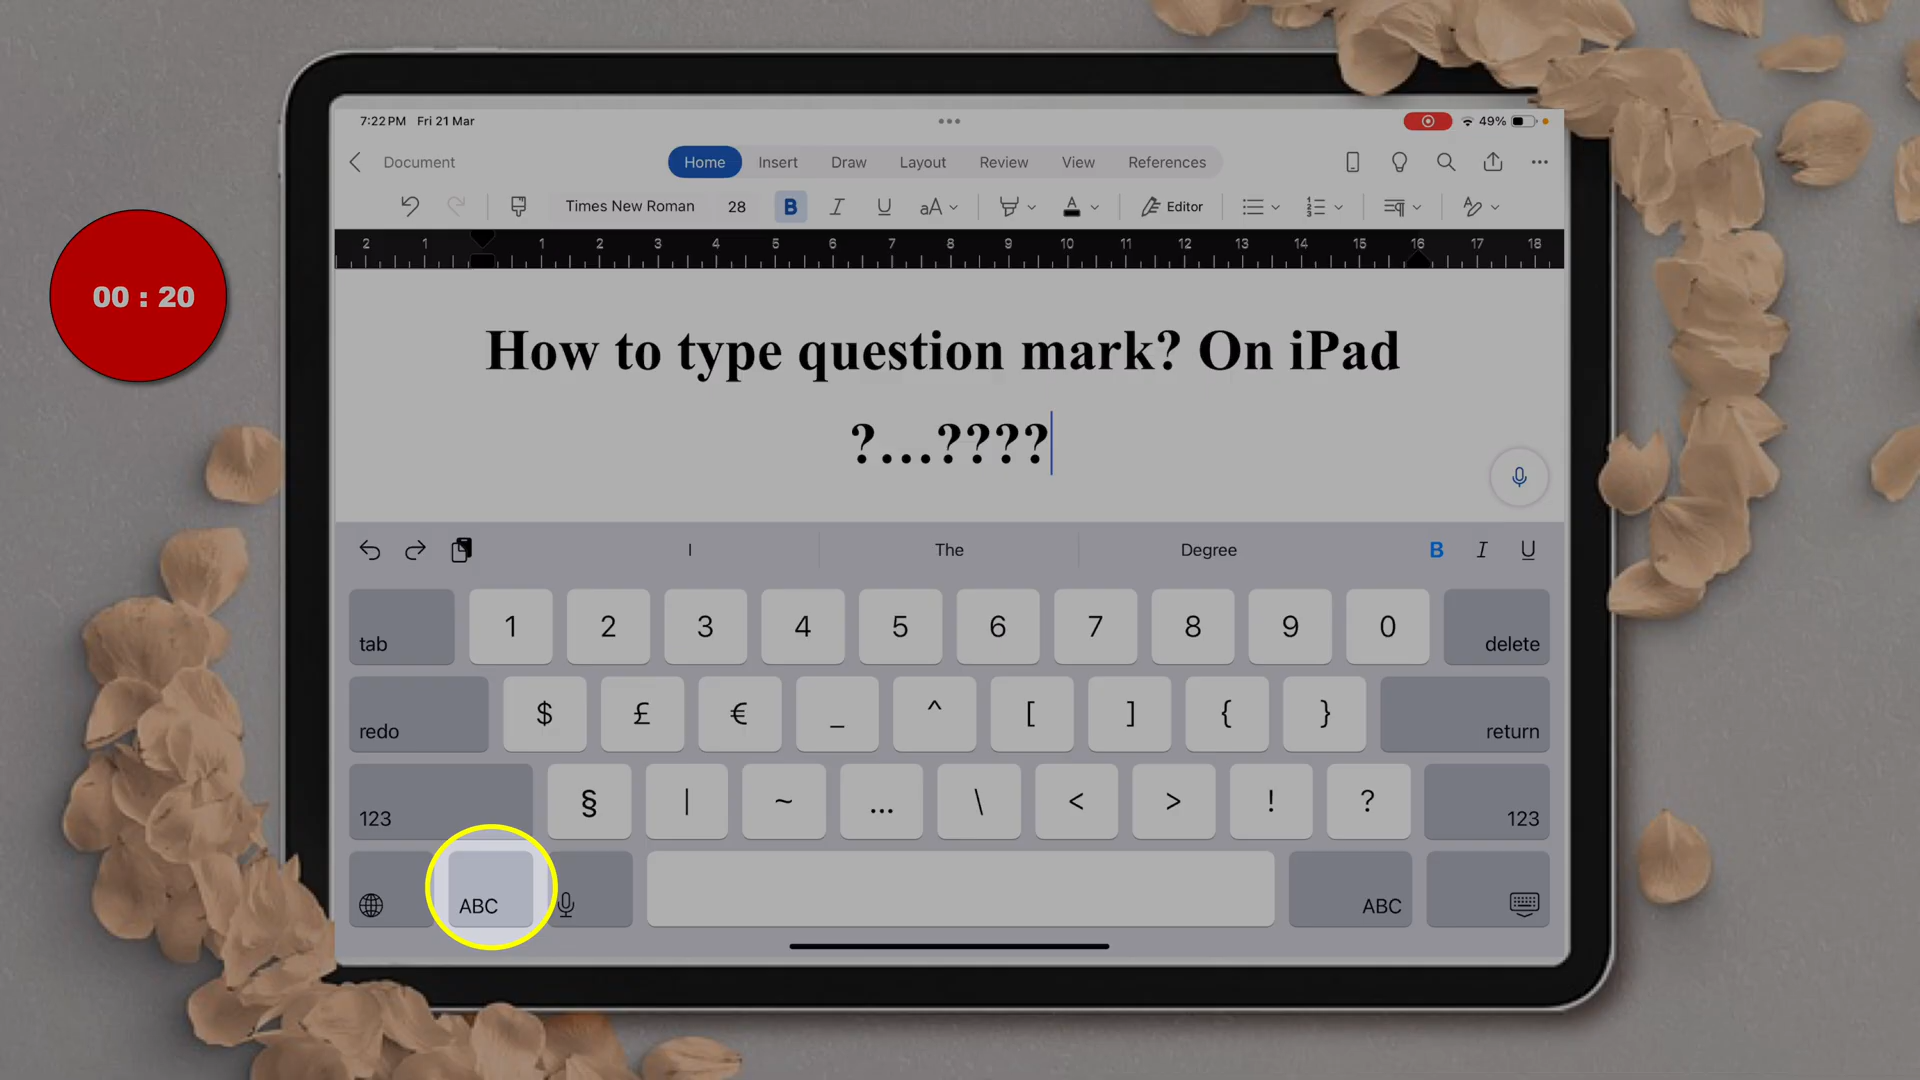 7:22 PM Fri 21 Mar
49%
Document Home Insert Draw Layout Review View References
Times New Roman 28 B I U aA A Editor
2 1 1 2 3 4 5 6 7 8 9 10 11 12 13 14 15 16 17 18
00 : 20
How to type question mark? On iPad
?...????
I The Degree B I U
tab 1 2 3 4 5 6 7 8 9 0 delete
redo $ £ € _ ^ [ ] { } return
123 § | ~ … \ < > ! ? 123
ABC ABC